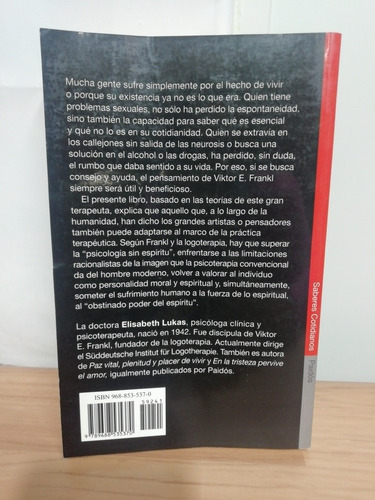 Mucha gente sufre simplemente por el hecho de vivir
o porque su existencia ya no es lo que era. Quien tiene
problemas sexuales, no sólo ha perdido la espontaneidad,
sino también la capacidad para saber qué es esencial
y qué no lo es en su cotidianidad. Quien se extravía en
los callejones sin salida de las neurosis o busca una
solución en el alcohol o las drogas, ha perdido, sin duda,
el rumbo que daba sentido a su vida. Por eso, si se busca
consejo y ayuda, el pensamiento de Viktor E. Frankl
siempre será útil y beneficioso.
El presente libro, basado en las teorías de este gran
terapeuta, explica que aquello que, a lo largo de la
humanidad, han dicho los grandes artistas o pensadores
también puede adaptarse al marco de la práctica
terapéutica. Según Frankl y la logoterapia, hay que superar
la "psicología sin espíritu", enfrentarse a las limitaciones
racionalistas de la imagen que la psicoterapia convencional
da del hombre moderno, volver a valorar al individuo
como personalidad moral y espiritual y, simultáneamente,
someter el sufrimiento humano a la fuerza de lo espiritual,
al "obstinado poder del espíritu".
La doctora Elisabeth Lukas, psicóloga clínica y
psicoterapeuta, nació en 1942. Fue discípula de Viktor
E. Frankl, fundador de la logoterapia. Actualmente dirige
el Süddeutsche Institut für Logotherapie. También es autora
de Paz vital, plenitud y placer de vivir y En la tristeza pervive
el amor, igualmente publicados por Paidós.
ISBN 968-853-537-0
59241
9789688535370
Saberes Cotidianos
Paidós